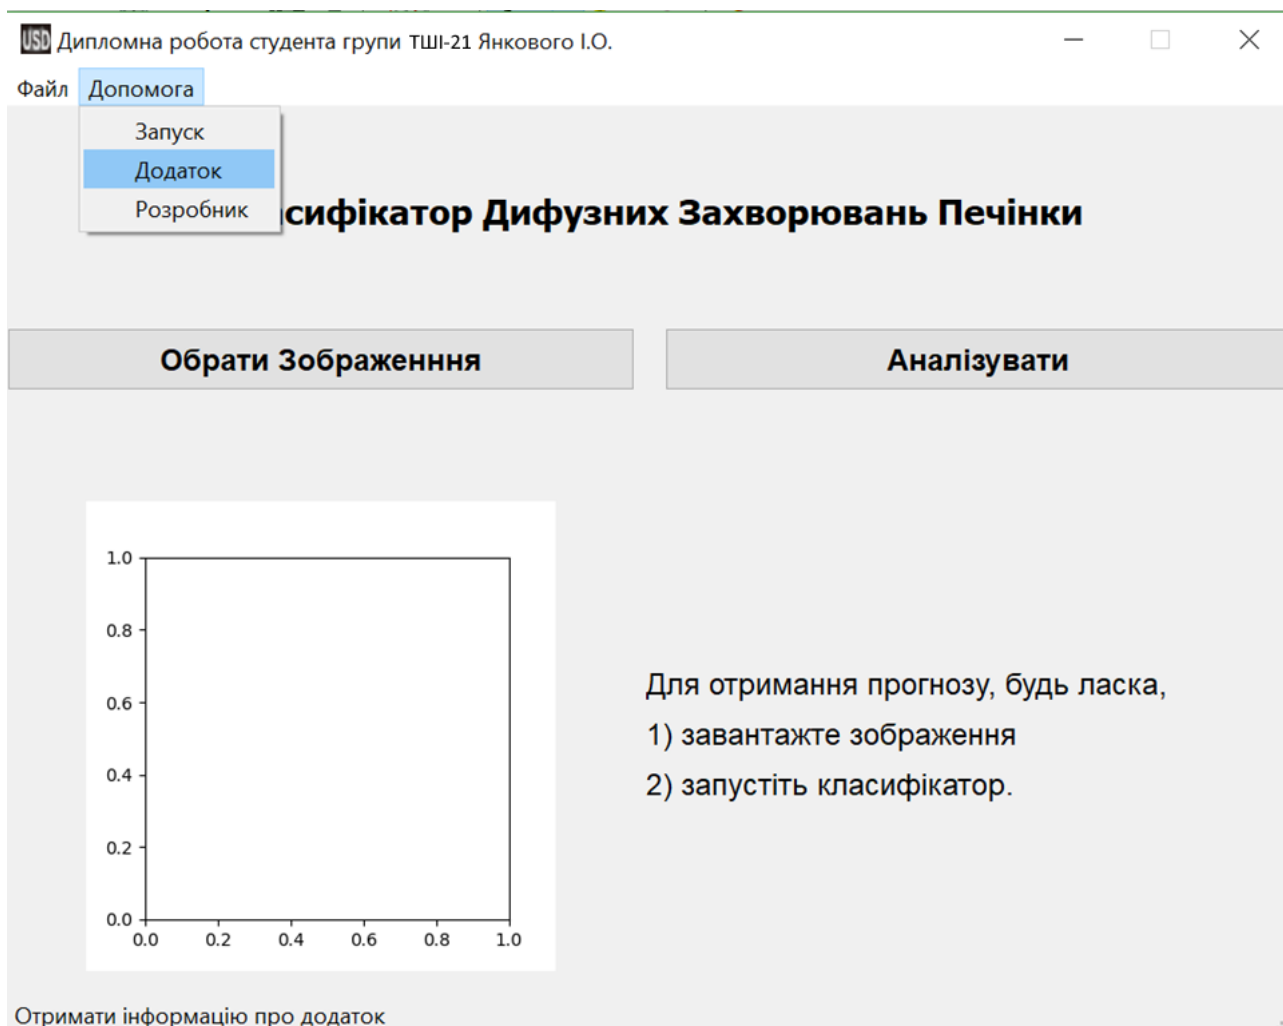 USD Дипломна робота студента групи ТШІ-21 Янкового І.О.
Файл Допомога
Запуск
Додаток
Розробник
сифікатор Дифузних Захворювань Печінки
Обрати Зображенння
Аналізувати
1.0
0.8
0.6
0.4
0.2
0.0
0.0 0.2 0.4 0.6 0.8 1.0
Для отримання прогнозу, будь ласка,
1) завантажте зображення
2) запустіть класифікатор.
Отримати інформацію про додаток